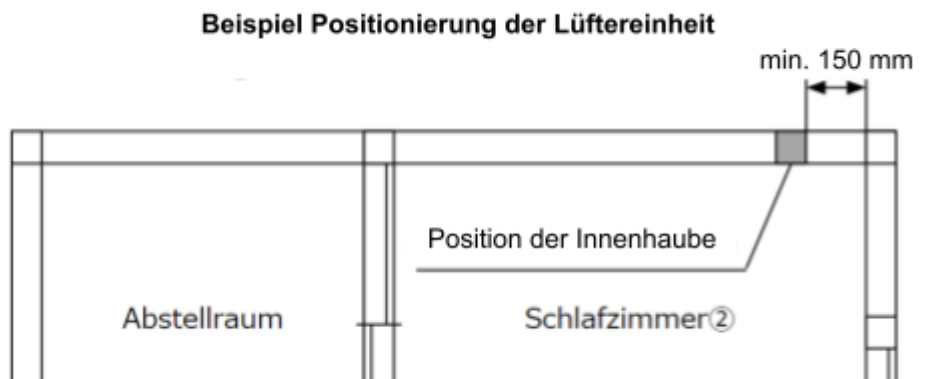 Beispiel Positionierung der Lüftereinheit
min. 150 mm
Position der Innenhaube
Abstellraum
Schlafzimmer②